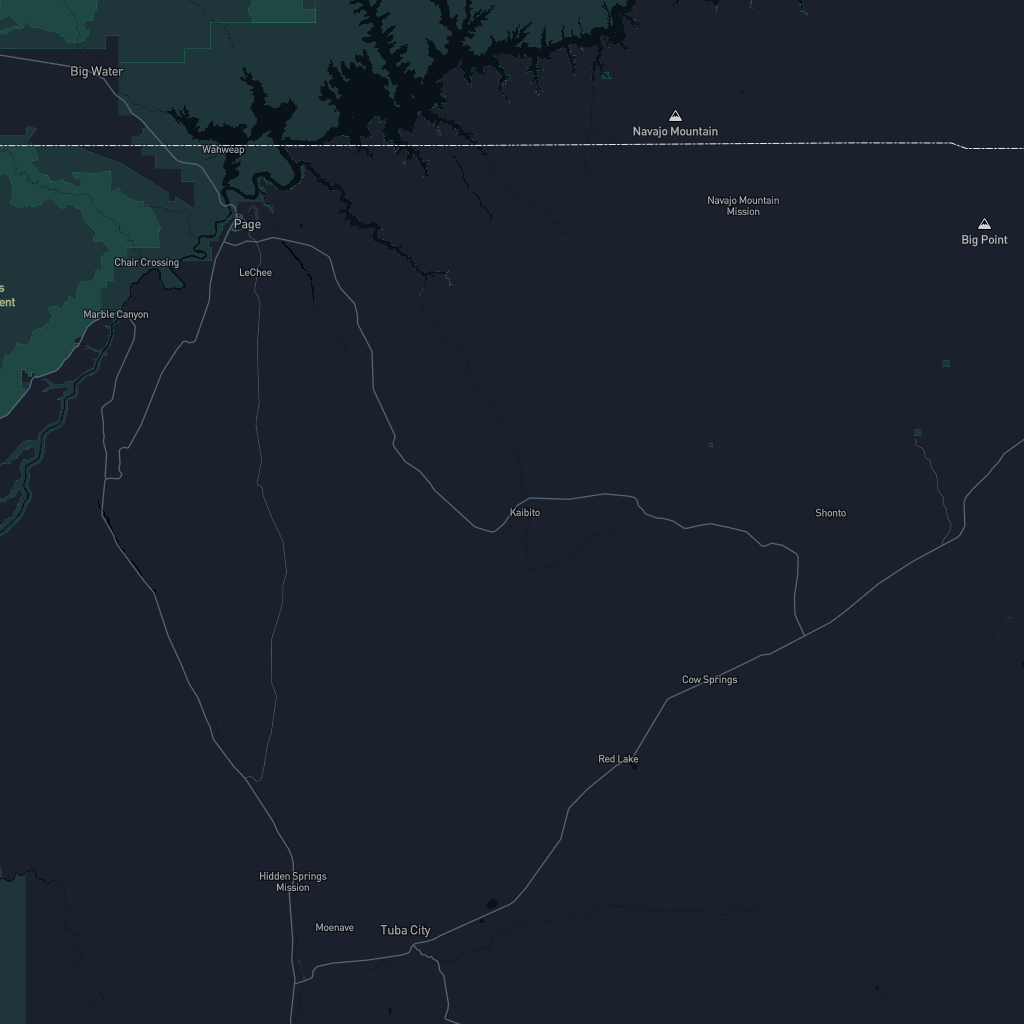 Big Water
Navajo Mountain
Wahweap
Navajo Mountain
Mission
Page
Big Point
Chair Crossing
LeChee
s
ent
Marble Canyon
Kaibito
Shonto
Cow Springs
Red Lake
Hidden Springs
Mission
Moenave
Tuba City